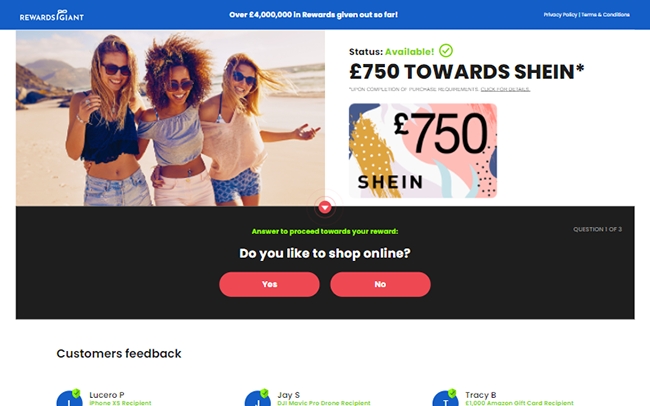 REWARDS GIANT
Over £4,000,000 in Rewards given out so far!
Privacy Policy | Terms & Conditions
Status: Available!
£750 TOWARDS SHEIN*
*UPON COMPLETION OF PURCHASE REQUIREMENTS. CLICK FOR DETAILS.
£750
SHEIN
Answer to proceed towards your reward:
QUESTION 1 OF 3
Do you like to shop online?
Yes
No
Customers feedback
Lucero P
iPhone XS Recipient
Jay S
DJI Mavic Pro Drone Recipient
Tracy B
£1,000 Amazon Gift Card Recipient